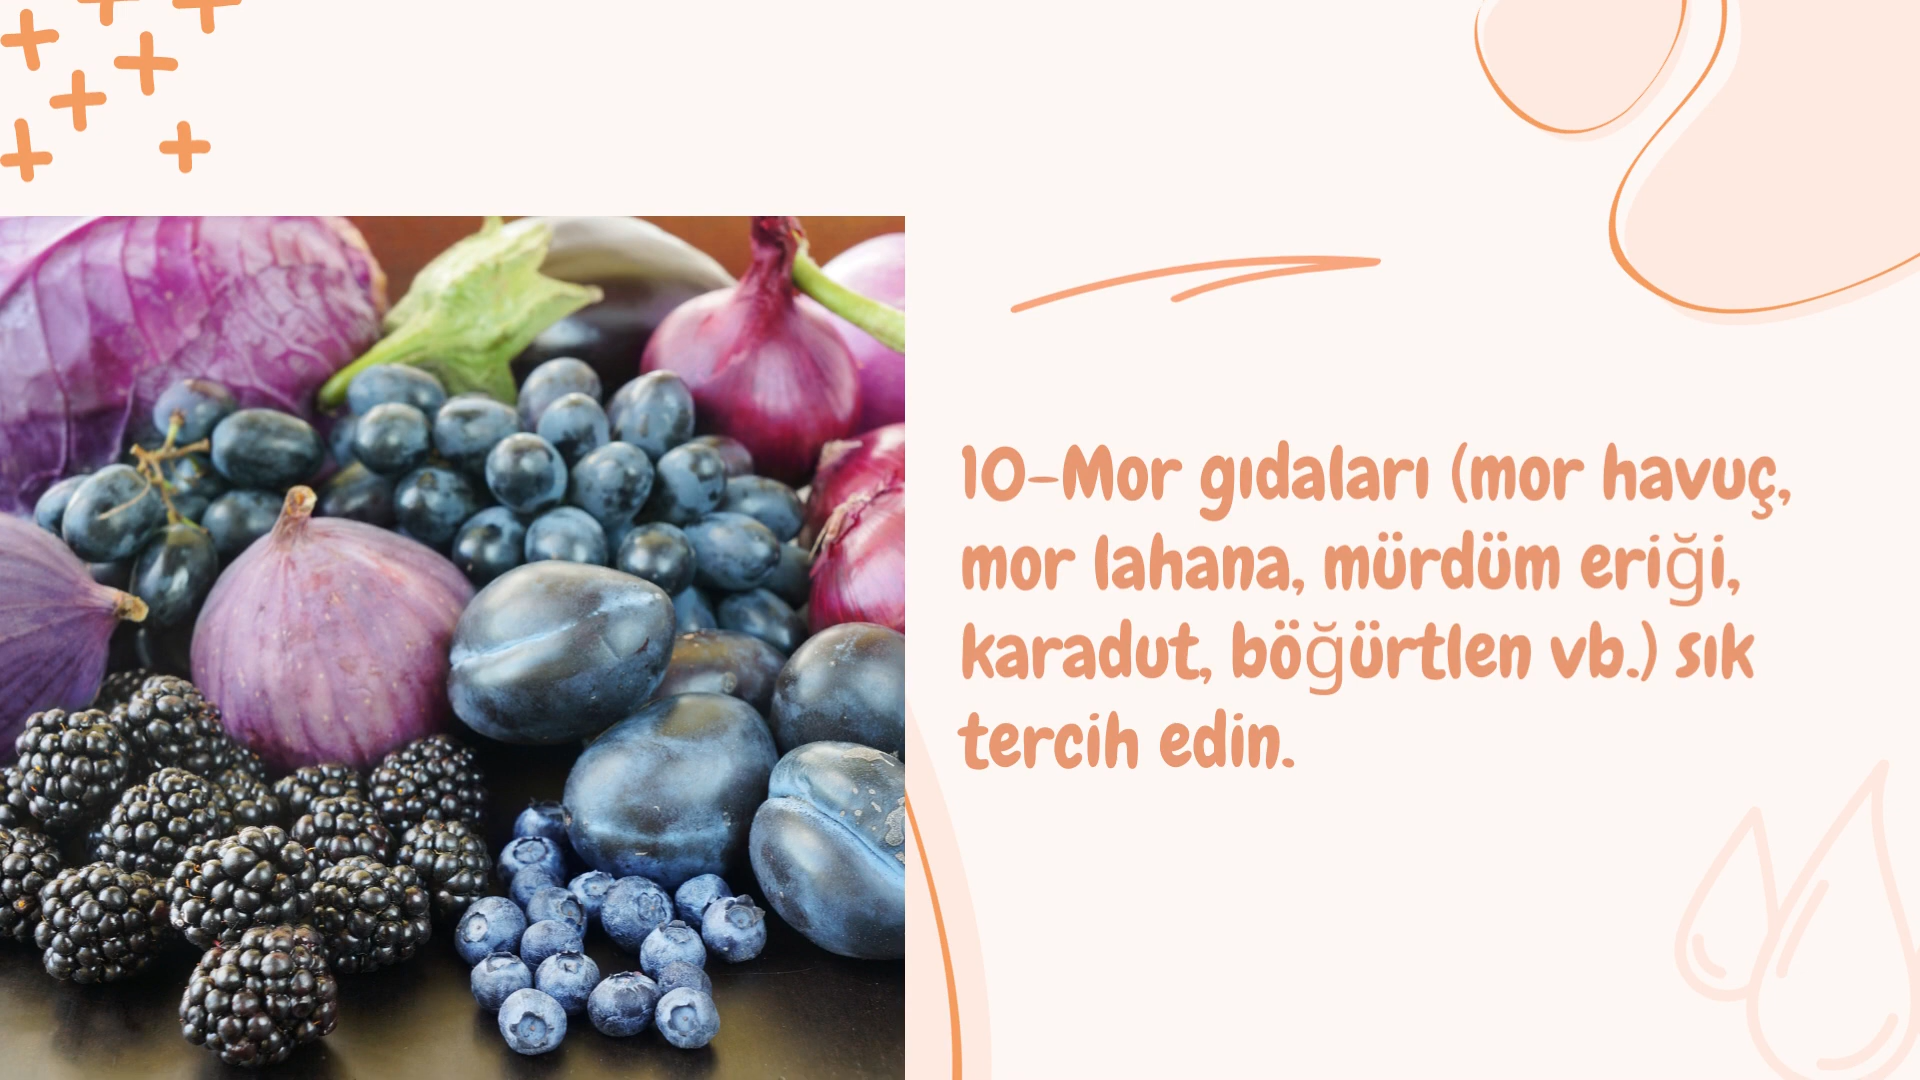 10-Mor gıdaları (mor havuç,
mor lahana, mürdüm eriği,
karadut, böğürtlen vb.) sık
tercih edin.